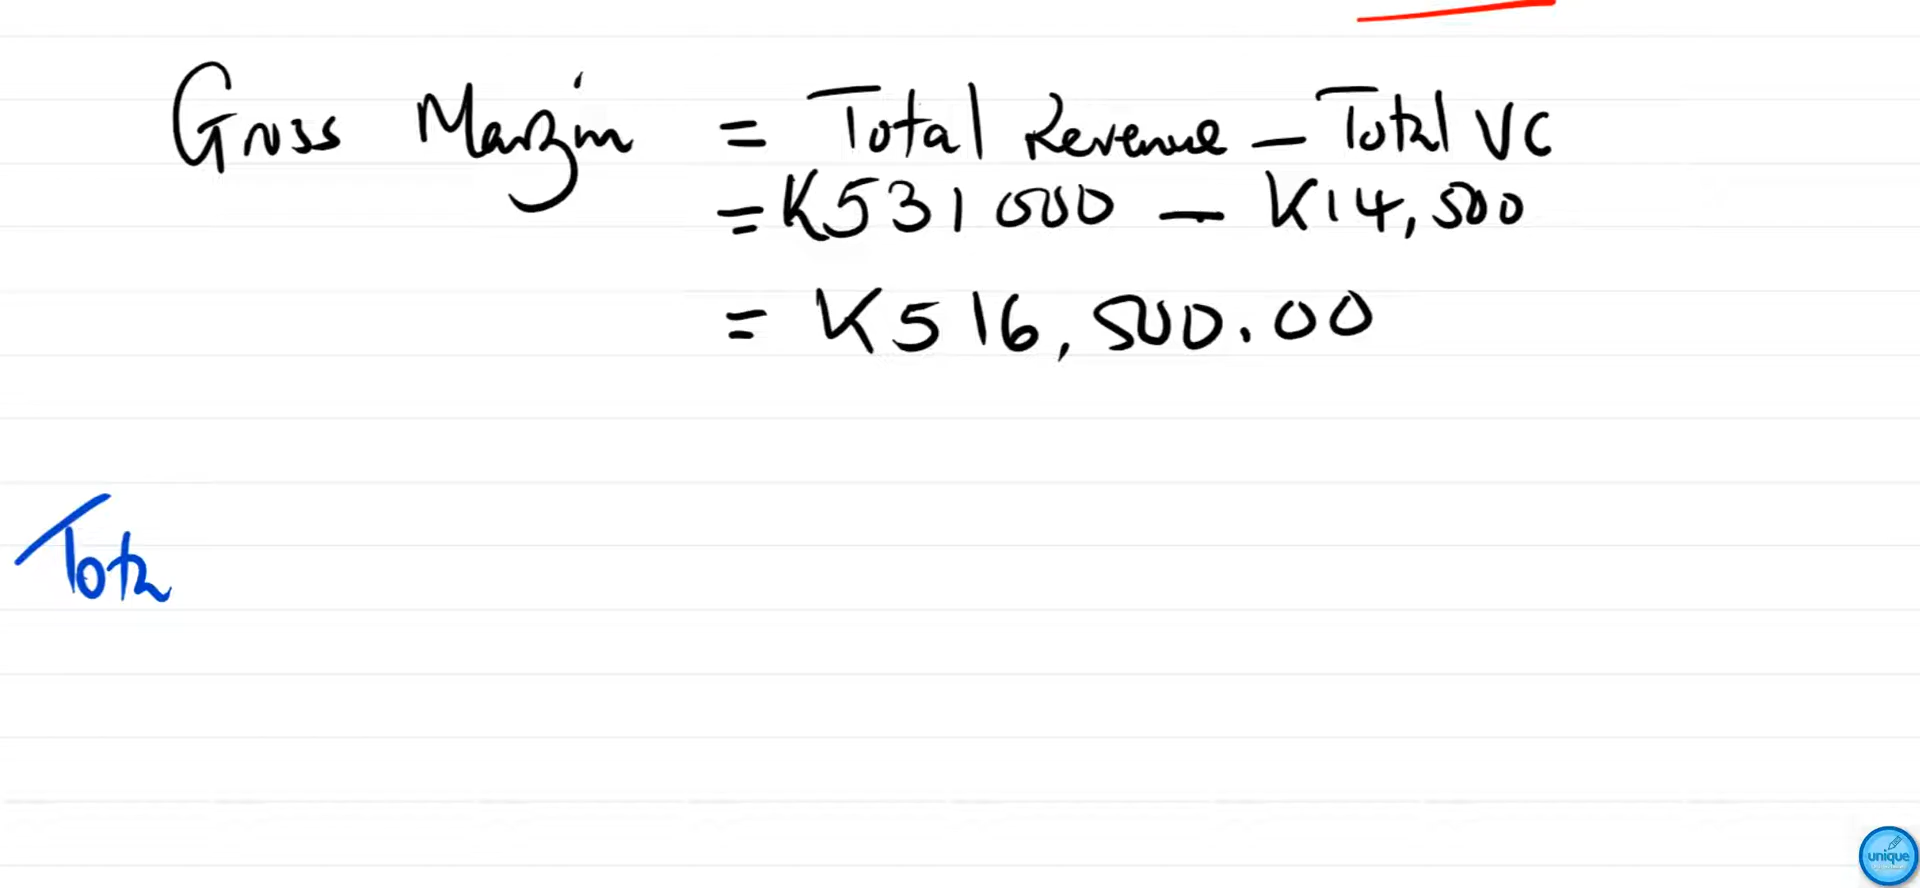 Gross Margin = Total Revenue - Total VC
= K531 000 - K14,500
= K516,500.00
Tota
unique